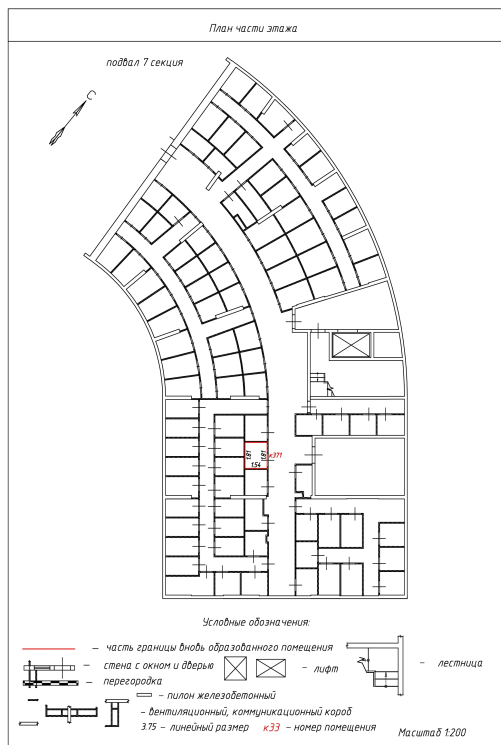 План части этажа
подвал 7 секция
С
1.81
1.81
к371
1.54
Условные обозначения:
– часть границы вновь образованного помещения
– стена с окном и дверью
– лифт
– лестница
– перегородка
– пилон железобетонный
– вентиляционный, коммуникационный короб
3.75 – линейный размер к33 – номер помещения
Масштаб 1:200